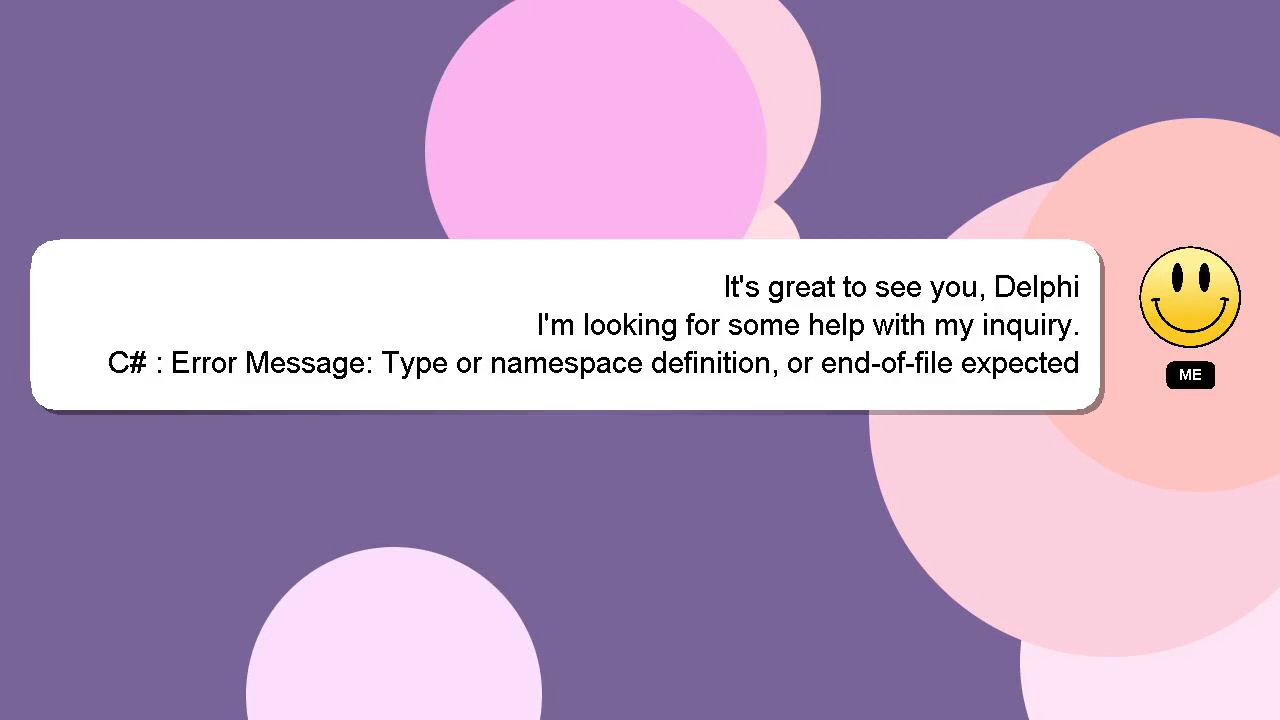 It's great to see you, Delphi
I'm looking for some help with my inquiry.
C# : Error Message: Type or namespace definition, or end-of-file expected
ME